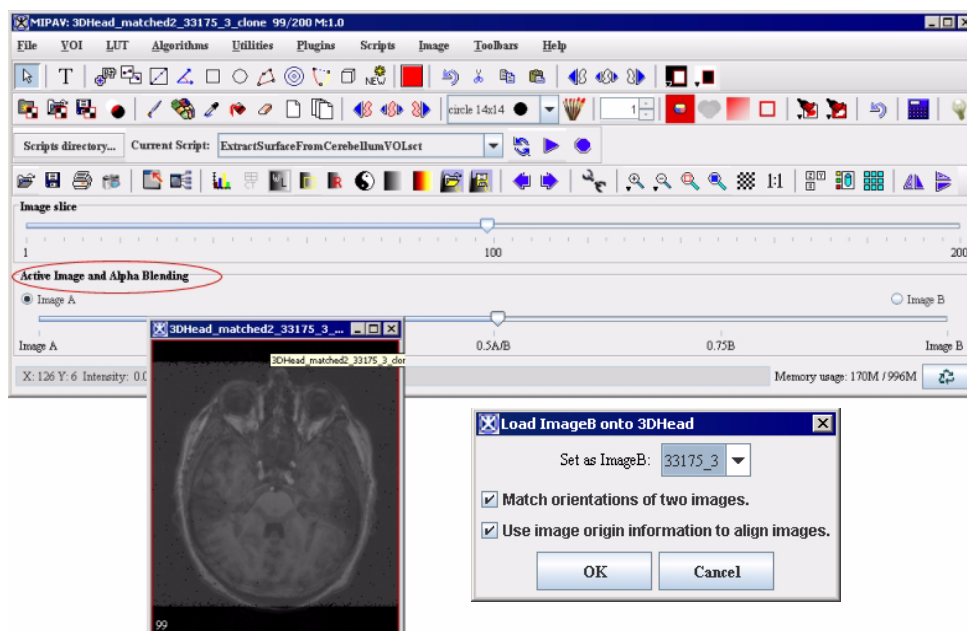 MIPAV: 3DHead_matched2_33175_3_clone 99/200 M:1.0
File VOI LUT Algorithms Utilities Plugins Scripts Image Toolbars Help
T NEW
circle 14x14 1
Scripts directory... Current Script: ExtractSurfaceFromCerebellumVOI.sct
1:1
Image slice
1 100 200
Active Image and Alpha Blending
Image A Image B
Image A 0.5A/B 0.75B Image B
X: 126 Y: 6 Intensity: 0.0 Memory usage: 170M / 996M
3DHead_matched2_33175_3_...
3DHead_matched2_33175_3_clor
99
Load ImageB onto 3DHead
Set as ImageB: 33175_3
Match orientations of two images.
Use image origin information to align images.
OK Cancel